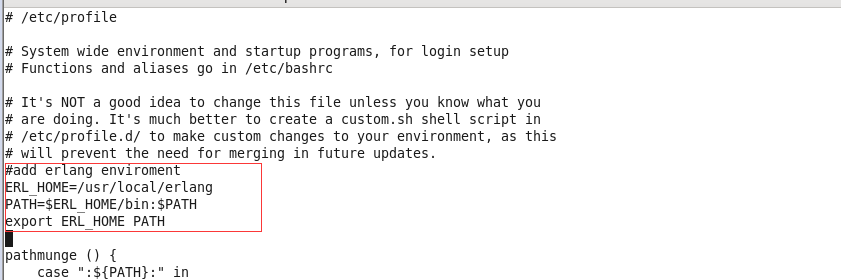 # /etc/profile
# System wide environment and startup programs, for login setup
# Functions and aliases go in /etc/bashrc
# It's NOT a good idea to change this file unless you know what you
# are doing. It's much better to create a custom.sh shell script in
# /etc/profile.d/ to make custom changes to your environment, as this
# will prevent the need for merging in future updates.
#add erlang enviroment
ERL_HOME=/usr/local/erlang
PATH=$ERL_HOME/bin:$PATH
export ERL_HOME PATH
pathmunge () {
    case ":${PATH}:" in